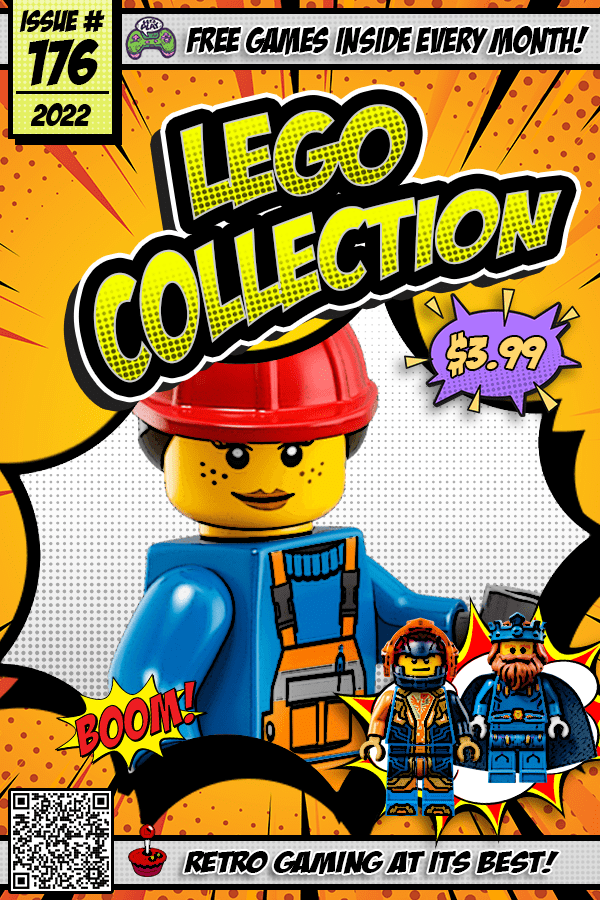 ISSUE #
176
2022
FREE GAMES INSIDE EVERY MONTH!
LEGO
COLLECTION
$3.99
BOOM!
RETRO GAMING AT ITS BEST!